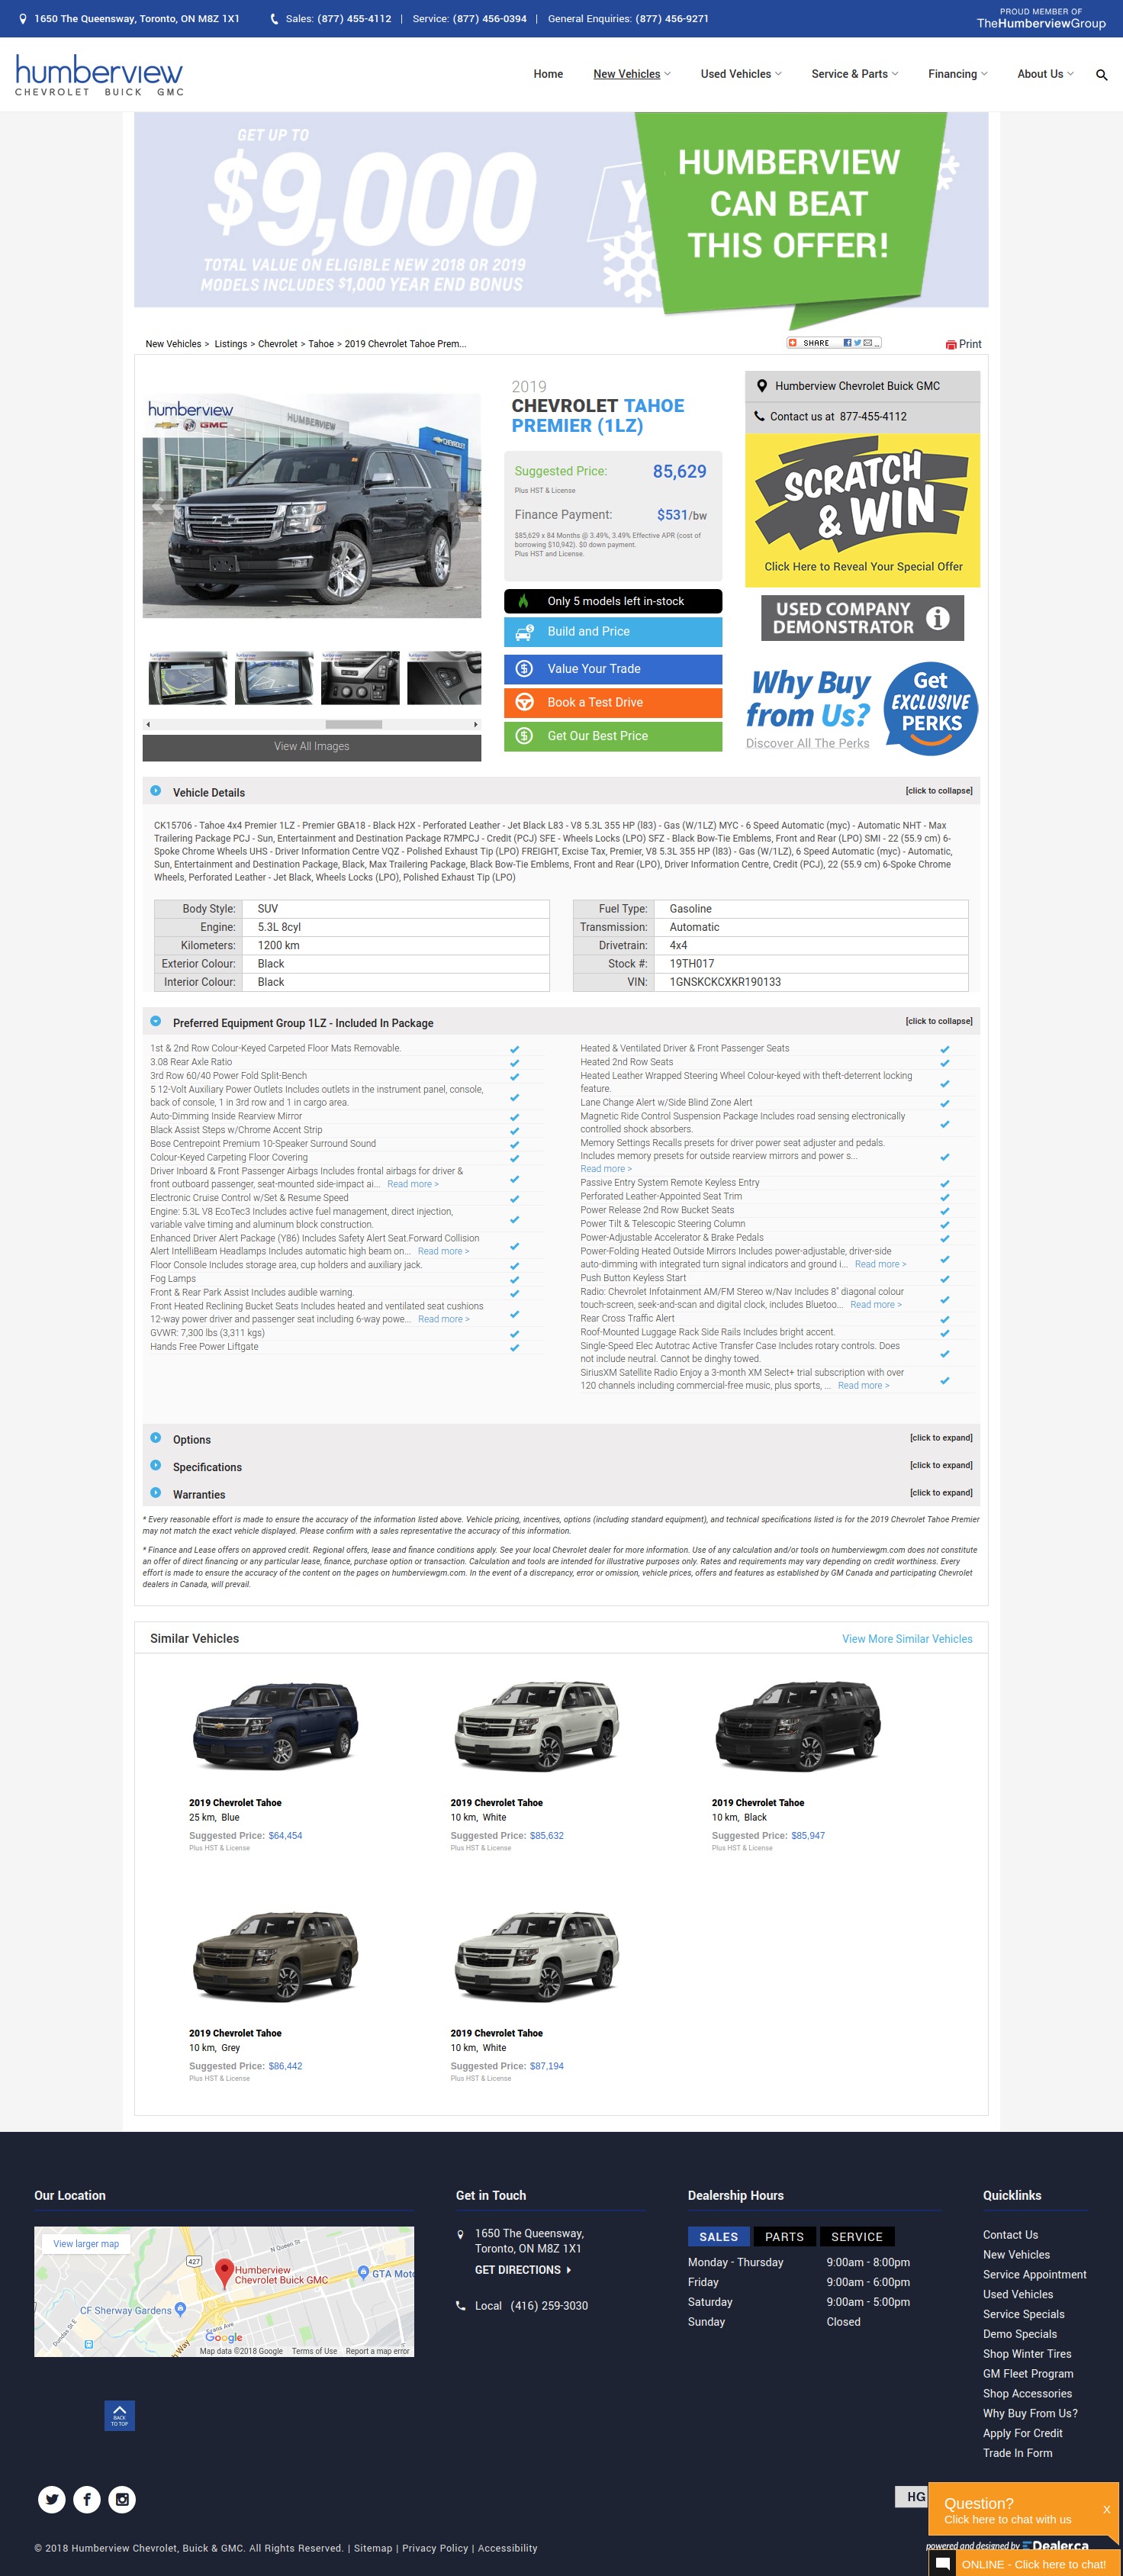 1650 The Queensway, Toronto, ON M8Z 1X1
Sales: (877) 455-4112 | Service: (877) 456-0394 | General Enquiries: (877) 456-9271
PROUD MEMBER OF
TheHumberviewGroup
humberview
CHEVROLET BUICK GMC
Home New Vehicles Used Vehicles Service & Parts Financing About Us
GET UP TO
$9,000
TOTAL VALUE ON ELIGIBLE NEW 2018 OR 2019
MODELS INCLUDES $1,000 YEAR END BONUS
HUMBERVIEW
CAN BEAT
THIS OFFER!
New Vehicles > Listings > Chevrolet > Tahoe > 2019 Chevrolet Tahoe Prem...
SHARE
Print
humberview
GMC
HUMBERVIEW
CHEVROLET
View All Images
2019
CHEVROLET TAHOE
PREMIER (1LZ)
Suggested Price: 85,629
Plus HST & License
Finance Payment: $531/bw
$85,629 x 84 Months @ 3.49%, 3.49% Effective APR (cost of
borrowing $10,942). $0 down payment.
Plus HST and License.
Only 5 models left in-stock
Build and Price
Value Your Trade
Book a Test Drive
Get Our Best Price
Humberview Chevrolet Buick GMC
Contact us at 877-455-4112
SCRATCH
& WIN
Click Here to Reveal Your Special Offer
USED COMPANY
DEMONSTRATOR
Why Buy
from Us?
Discover All The Perks
Get
EXCLUSIVE
PERKS
Vehicle Details [click to collapse]
CK15706 - Tahoe 4x4 Premier 1LZ - Premier GBA18 - Black H2X - Perforated Leather - Jet Black L83 - V8 5.3L 355 HP (l83) - Gas (W/1LZ) MYC - 6 Speed Automatic (myc) - Automatic NHT - Max
Trailering Package PCJ - Sun, Entertainment and Destination Package R7MPCJ - Credit (PCJ) SFE - Wheels Locks (LPO) SFZ - Black Bow-Tie Emblems, Front and Rear (LPO) SMI - 22 (55.9 cm) 6-
Spoke Chrome Wheels UHS - Driver Information Centre VQZ - Polished Exhaust Tip (LPO) FREIGHT, Excise Tax, Premier, V8 5.3L 355 HP (l83) - Gas (W/1LZ), 6 Speed Automatic (myc) - Automatic,
Sun, Entertainment and Destination Package, Black, Max Trailering Package, Black Bow-Tie Emblems, Front and Rear (LPO), Driver Information Centre, Credit (PCJ), 22 (55.9 cm) 6-Spoke Chrome
Wheels, Perforated Leather - Jet Black, Wheels Locks (LPO), Polished Exhaust Tip (LPO)
Body Style: SUV
Engine: 5.3L 8cyl
Kilometers: 1200 km
Exterior Colour: Black
Interior Colour: Black
Fuel Type: Gasoline
Transmission: Automatic
Drivetrain: 4x4
Stock #: 19TH017
VIN: 1GNSKCKCXKR190133
Preferred Equipment Group 1LZ - Included In Package [click to collapse]
1st & 2nd Row Colour-Keyed Carpeted Floor Mats Removable.
3.08 Rear Axle Ratio
3rd Row 60/40 Power Fold Split-Bench
5 12-Volt Auxiliary Power Outlets Includes outlets in the instrument panel, console,
back of console, 1 in 3rd row and 1 in cargo area.
Auto-Dimming Inside Rearview Mirror
Black Assist Steps w/Chrome Accent Strip
Bose Centrepoint Premium 10-Speaker Surround Sound
Colour-Keyed Carpeting Floor Covering
Driver Inboard & Front Passenger Airbags Includes frontal airbags for driver &
front outboard passenger, seat-mounted side-impact ai... Read more >
Electronic Cruise Control w/Set & Resume Speed
Engine: 5.3L V8 EcoTec3 Includes active fuel management, direct injection,
variable valve timing and aluminum block construction.
Enhanced Driver Alert Package (Y86) Includes Safety Alert Seat.Forward Collision
Alert IntelliBeam Headlamps Includes automatic high beam on... Read more >
Floor Console Includes storage area, cup holders and auxiliary jack.
Fog Lamps
Front & Rear Park Assist Includes audible warning.
Front Heated Reclining Bucket Seats Includes heated and ventilated seat cushions
12-way power driver and passenger seat including 6-way powe... Read more >
GVWR: 7,300 lbs (3,311 kgs)
Hands Free Power Liftgate
Heated & Ventilated Driver & Front Passenger Seats
Heated 2nd Row Seats
Heated Leather Wrapped Steering Wheel Colour-keyed with theft-deterrent locking
feature.
Lane Change Alert w/Side Blind Zone Alert
Magnetic Ride Control Suspension Package Includes road sensing electronically
controlled shock absorbers.
Memory Settings Recalls presets for driver power seat adjuster and pedals.
Includes memory presets for outside rearview mirrors and power s...
Read more >
Passive Entry System Remote Keyless Entry
Perforated Leather-Appointed Seat Trim
Power Release 2nd Row Bucket Seats
Power Tilt & Telescopic Steering Column
Power-Adjustable Accelerator & Brake Pedals
Power-Folding Heated Outside Mirrors Includes power-adjustable, driver-side
auto-dimming with integrated turn signal indicators and ground i... Read more >
Push Button Keyless Start
Radio: Chevrolet Infotainment AM/FM Stereo w/Nav Includes 8" diagonal colour
touch-screen, seek-and-scan and digital clock, includes Bluetoo... Read more >
Rear Cross Traffic Alert
Roof-Mounted Luggage Rack Side Rails Includes bright accent.
Single-Speed Elec Autotrac Active Transfer Case Includes rotary controls. Does
not include neutral. Cannot be dinghy towed.
SiriusXM Satellite Radio Enjoy a 3-month XM Select+ trial subscription with over
120 channels including commercial-free music, plus sports, ... Read more >
Options [click to expand]
Specifications [click to expand]
Warranties [click to expand]
* Every reasonable effort is made to ensure the accuracy of the information listed above. Vehicle pricing, incentives, options (including standard equipment), and technical specifications listed is for the 2019 Chevrolet Tahoe Premier
may not match the exact vehicle displayed. Please confirm with a sales representative the accuracy of this information.
* Finance and Lease offers on approved credit. Regional offers, lease and finance conditions apply. See your local Chevrolet dealer for more information. Use of any calculation and/or tools on humberviewgm.com does not constitute
an offer of direct financing or any particular lease, finance, purchase option or transaction. Calculation and tools are intended for illustrative purposes only. Rates and requirements may vary depending on credit worthiness. Every
effort is made to ensure the accuracy of the content on the pages on humberviewgm.com. In the event of a discrepancy, error or omission, vehicle prices, offers and features as established by GM Canada and participating Chevrolet
dealers in Canada, will prevail.
Similar Vehicles View More Similar Vehicles
2019 Chevrolet Tahoe
25 km, Blue
Suggested Price: $64,454
Plus HST & License
2019 Chevrolet Tahoe
10 km, White
Suggested Price: $85,632
Plus HST & License
2019 Chevrolet Tahoe
10 km, Black
Suggested Price: $85,947
Plus HST & License
2019 Chevrolet Tahoe
10 km, Grey
Suggested Price: $86,442
Plus HST & License
2019 Chevrolet Tahoe
10 km, White
Suggested Price: $87,194
Plus HST & License
Our Location
View larger map
427
N Queen St
Humberview
Chevrolet Buick GMC
GTA Moto
CF Sherway Gardens
Dundas St E
Evans Ave
Way
Google
Map data ©2018 Google Terms of Use Report a map error
BACK
TO TOP
Get in Touch
1650 The Queensway,
Toronto, ON M8Z 1X1
GET DIRECTIONS
Local (416) 259-3030
Dealership Hours
SALES PARTS SERVICE
Monday - Thursday 9:00am - 8:00pm
Friday 9:00am - 6:00pm
Saturday 9:00am - 5:00pm
Sunday Closed
Quicklinks
Contact Us
New Vehicles
Service Appointment
Used Vehicles
Service Specials
Demo Specials
Shop Winter Tires
GM Fleet Program
Shop Accessories
Why Buy From Us?
Apply For Credit
Trade In Form
HG
Question?
Click here to chat with us
X
powered and designed by EDealer.ca
ONLINE - Click here to chat!
© 2018 Humberview Chevrolet, Buick & GMC. All Rights Reserved. | Sitemap | Privacy Policy | Accessibility